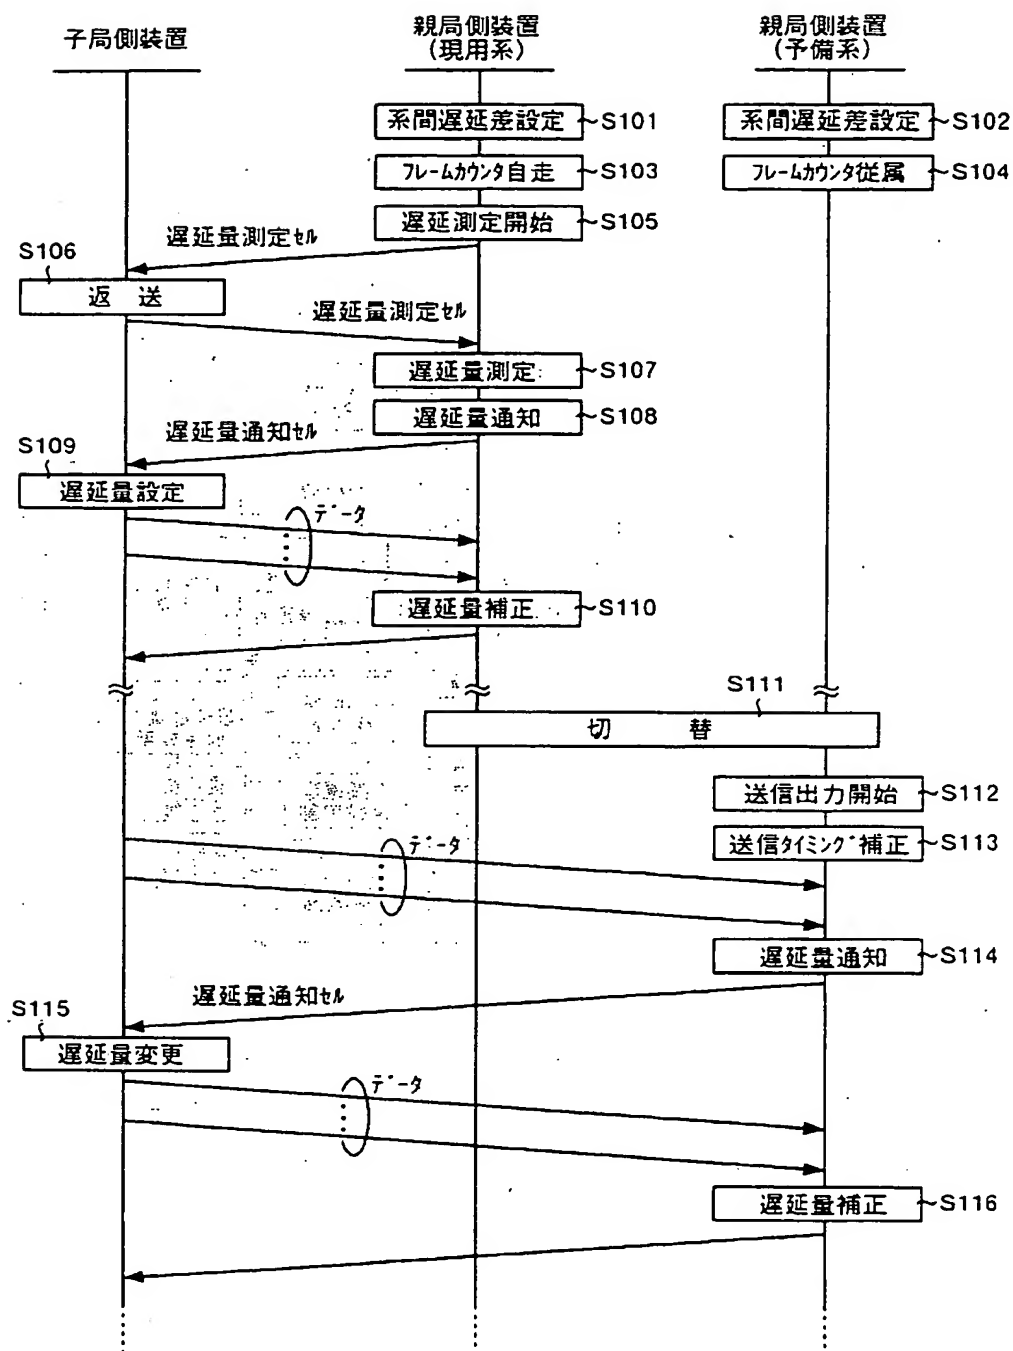 子局側装置
親局側装置
(現用系)
親局側装置
(予備系)
系間遅延差設定
S101
系間遅延差設定
S102
フレームカウンタ自走
S103
フレームカウンタ従属
S104
遅延測定開始
S105
遅延量測定セル
S106
返 送
遅延量測定セル
遅延量測定
S107
遅延量通知
S108
遅延量通知セル
S109
遅延量設定
データ
遅延量補正
S110
S111
切 替
送信出力開始
S112
送信タイミング補正
S113
データ
遅延量通知
S114
遅延量通知セル
S115
遅延量変更
データ
遅延量補正
S116